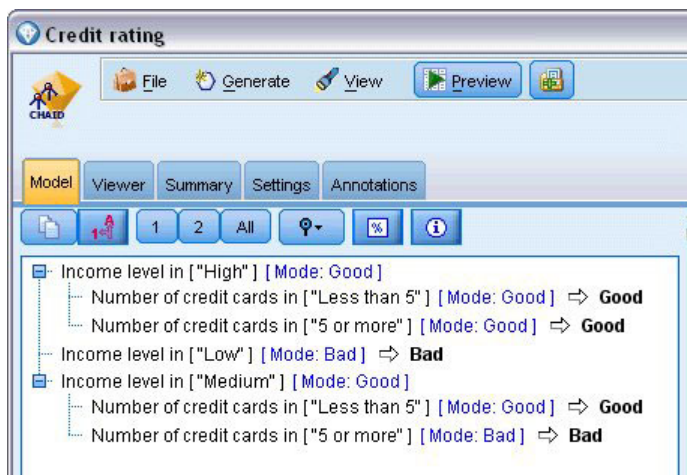 Credit rating
CHAID
File Generate View Preview
Model Viewer Summary Settings Annotations
1 A 1 2 All %  i
Income level in ["High"] [Mode: Good]
Number of credit cards in ["Less than 5"] [Mode: Good] ⇨ Good
Number of credit cards in ["5 or more"] [Mode: Good] ⇨ Good
Income level in ["Low"] [Mode: Bad] ⇨ Bad
Income level in ["Medium"] [Mode: Good]
Number of credit cards in ["Less than 5"] [Mode: Good] ⇨ Good
Number of credit cards in ["5 or more"] [Mode: Bad] ⇨ Bad